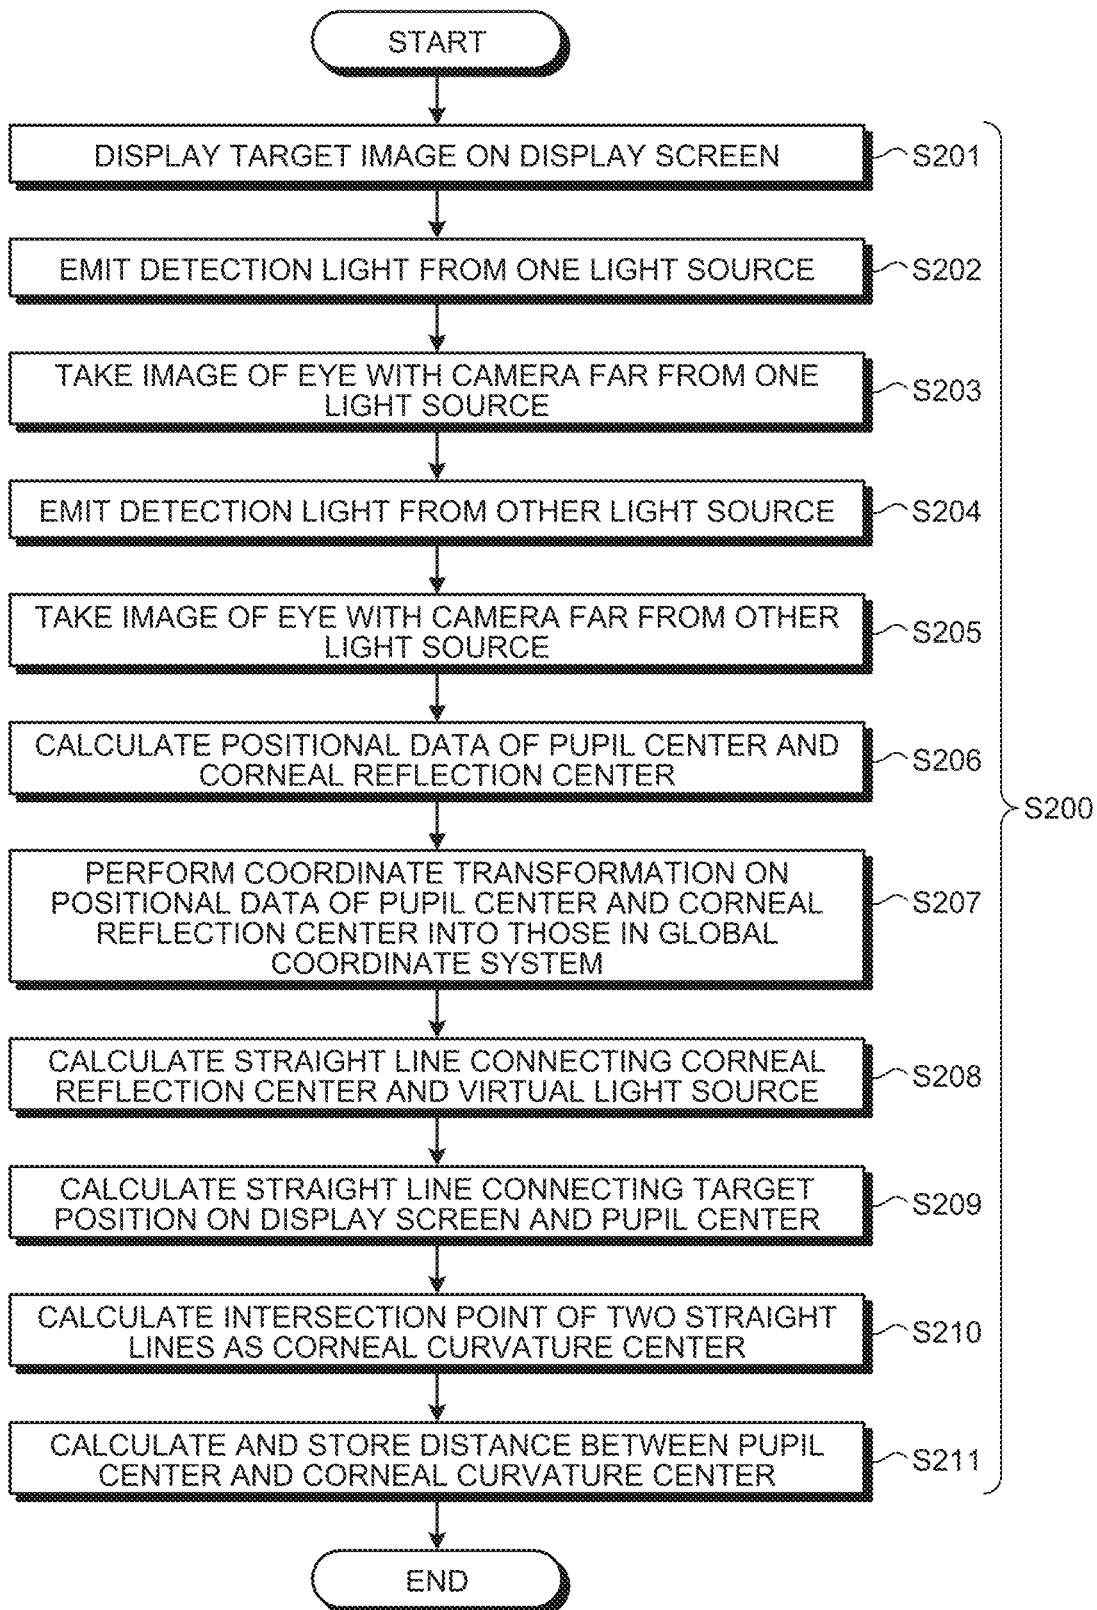 START
DISPLAY TARGET IMAGE ON DISPLAY SCREEN
S201
EMIT DETECTION LIGHT FROM ONE LIGHT SOURCE
S202
TAKE IMAGE OF EYE WITH CAMERA FAR FROM ONE
LIGHT SOURCE
S203
EMIT DETECTION LIGHT FROM OTHER LIGHT SOURCE
S204
TAKE IMAGE OF EYE WITH CAMERA FAR FROM OTHER
LIGHT SOURCE
S205
CALCULATE POSITIONAL DATA OF PUPIL CENTER AND
CORNEAL REFLECTION CENTER
S206
PERFORM COORDINATE TRANSFORMATION ON
POSITIONAL DATA OF PUPIL CENTER AND CORNEAL
REFLECTION CENTER INTO THOSE IN GLOBAL
COORDINATE SYSTEM
S207
CALCULATE STRAIGHT LINE CONNECTING CORNEAL
REFLECTION CENTER AND VIRTUAL LIGHT SOURCE
S208
CALCULATE STRAIGHT LINE CONNECTING TARGET
POSITION ON DISPLAY SCREEN AND PUPIL CENTER
S209
CALCULATE INTERSECTION POINT OF TWO STRAIGHT
LINES AS CORNEAL CURVATURE CENTER
S210
CALCULATE AND STORE DISTANCE BETWEEN PUPIL
CENTER AND CORNEAL CURVATURE CENTER
S211
S200
END